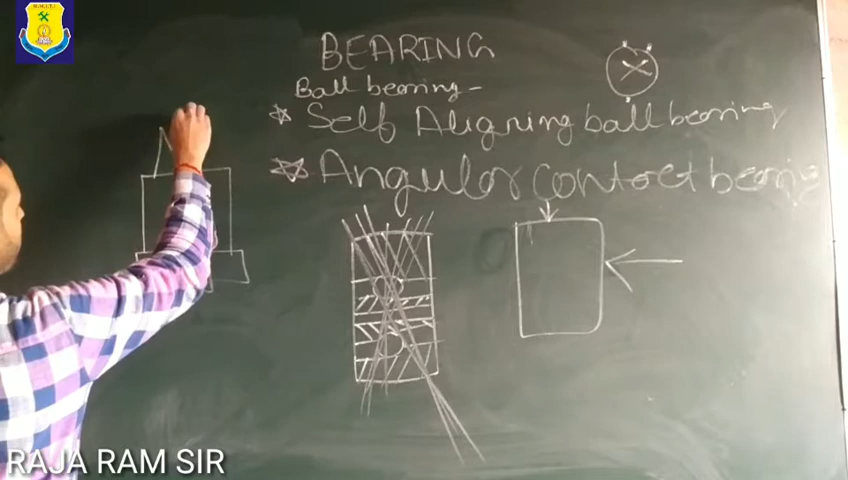 BEARING
Ball bearing -
Self Aligning ball bearing
Angular contact bearing
RAJA RAM SIR